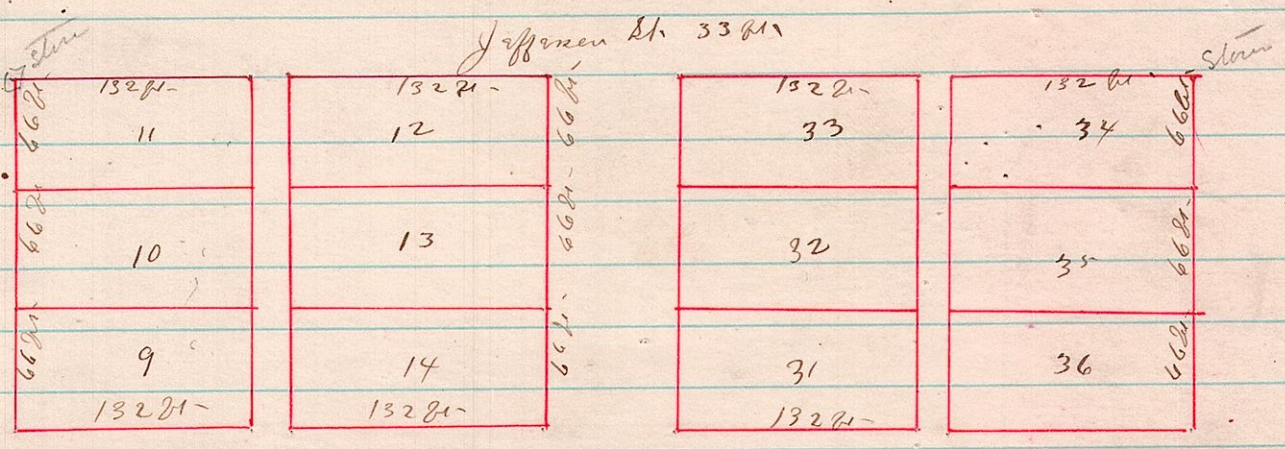 Jefferson St. 33 ft.
Stone Stone
132 ft- 132 ft- 132 ft- 132 ft-
66 ft- 11 12 66 ft- 33 34 66 ft-
66 ft- 10 13 66 ft- 32 35 66 ft-
66 ft- 9 14 66 ft- 31 36 66 ft-
132 ft- 132 ft- 132 ft-